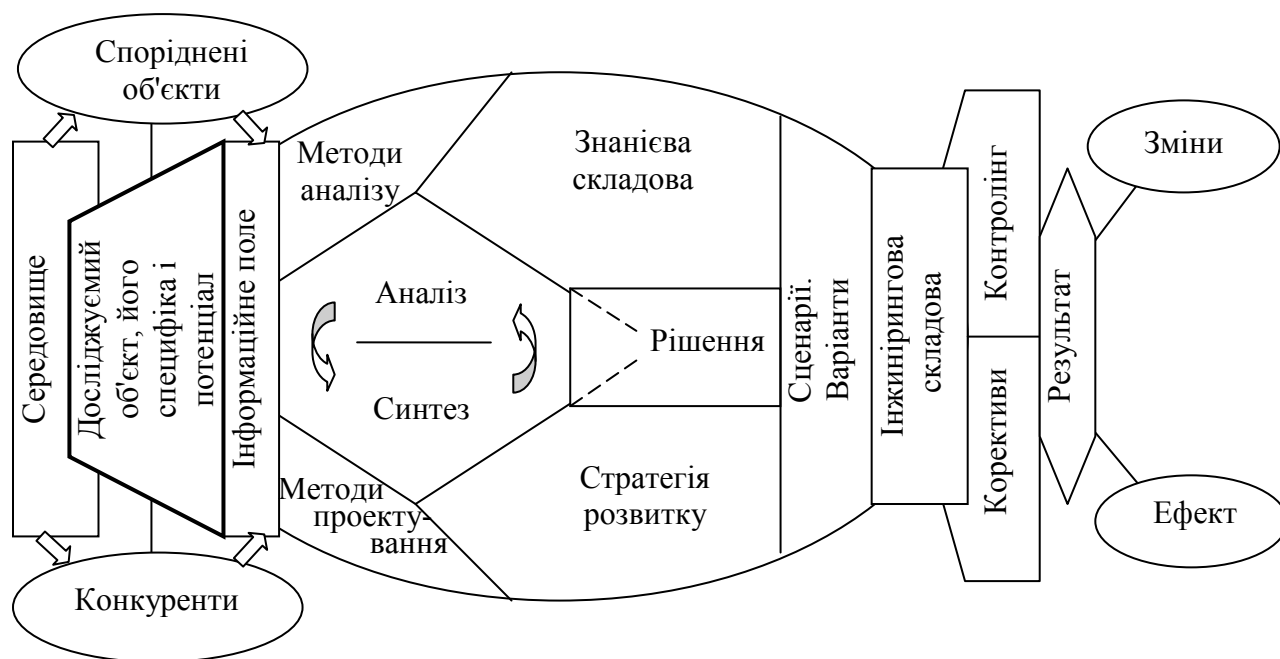 Споріднені
об'єкти
Середовище
Досліджуємий
об'єкт, його
специфіка і
потенціал
Інформаційне поле
Конкуренти
Методи
аналізу
Аналіз
Синтез
Методи
проекту-
вання
Знанієва
складова
Рішення
Стратегія
розвитку
Сценарії.
Варіанти
Інжинірингова
складова
Контролінг
Корективи
Результат
Зміни
Ефект